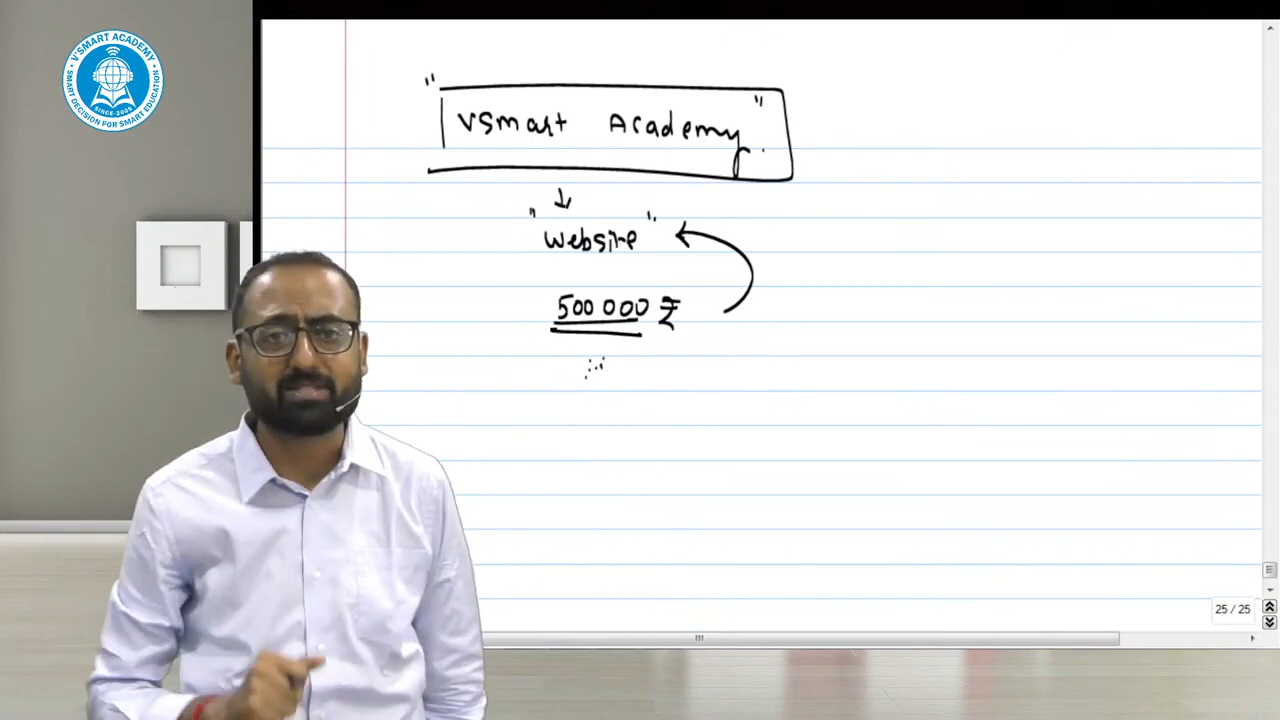 V'SMART ACADEMY
SMART DECISION FOR SMART EDUCATION
SINCE-2005
"VSmart Academy"
"Website"
500 000 ₹
25 / 25